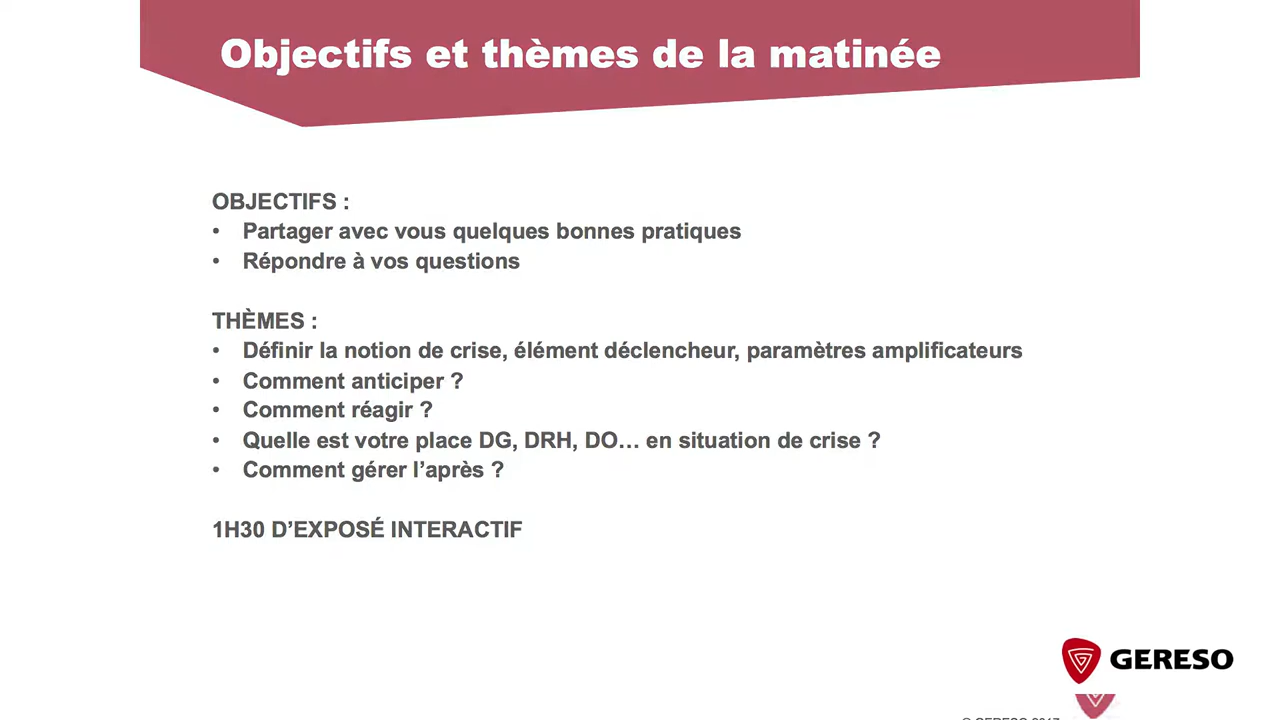 Objectifs et thèmes de la matinée
OBJECTIFS :
• Partager avec vous quelques bonnes pratiques
• Répondre à vos questions
THÈMES :
• Définir la notion de crise, élément déclencheur, paramètres amplificateurs
• Comment anticiper ?
• Comment réagir ?
• Quelle est votre place DG, DRH, DO… en situation de crise ?
• Comment gérer l’après ?
1H30 D’EXPOSÉ INTERACTIF
GERESO